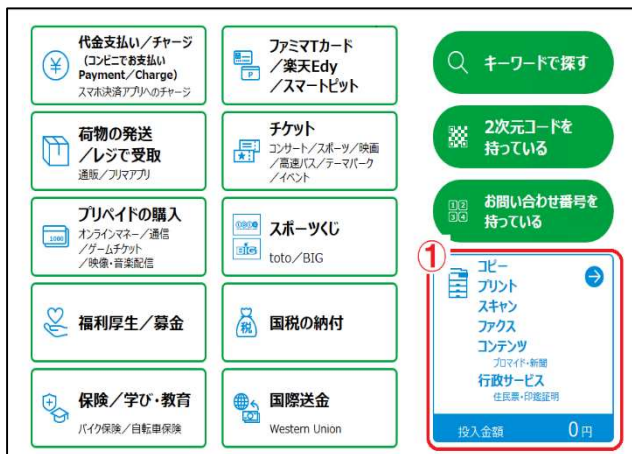 代金支払い／チャージ
(コンビニでお支払い
Payment／Charge)
スマホ決済アプリへのチャージ
ファミマTカード
／楽天Edy
／スマートピット
荷物の発送
／レジで受取
通販／フリマアプリ
チケット
コンサート／スポーツ／映画
／高速バス／テーマパーク
／イベント
プリペイドの購入
オンラインマネー／通信
／ゲームチケット
／映像・音楽配信
スポーツくじ
toto／BIG
BIG
福利厚生／募金
税
国税の納付
保険／学び・教育
バイク保険／自転車保険
国際送金
Western Union
キーワードで探す
2次元コードを
持っている
1 2
3 4
お問い合わせ番号を
持っている
①
コピー
プリント
スキャン
ファクス
コンテンツ
ブロマイド・新聞
行政サービス
住民票・印鑑証明
投入金額 0円